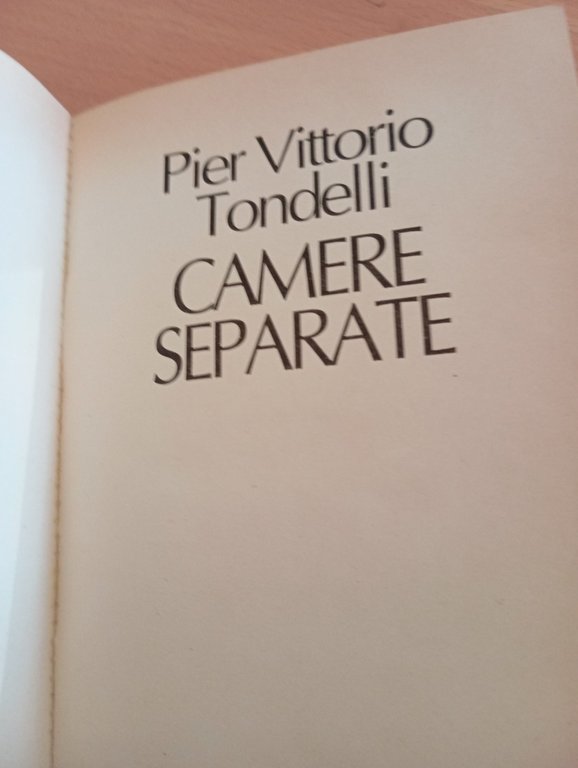 Pier Vittorio
Tondelli
CAMERE
SEPARATE